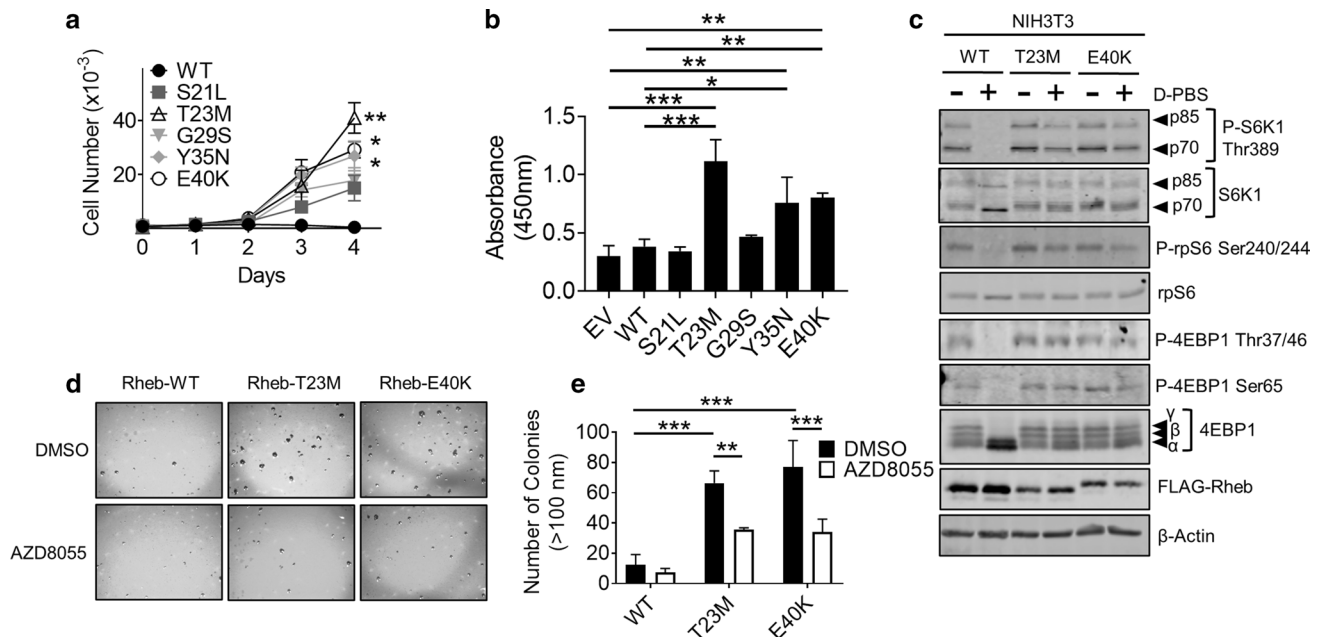 a
Cell Number (x10-3)
40
20
0 1 2 3 4
Days
WT
S21L
T23M
G29S
Y35N
E40K
**
*
*
b
**
**
**
*
***
***
Absorbance
(450nm)
1.5
1.0
0.5
0.0
EV WT S21L T23M G29S Y35N E40K
c
NIH3T3
WT T23M E40K
- + - + - + D-PBS
p85
p70
P-S6K1
Thr389
p85
p70
S6K1
P-rpS6 Ser240/244
rpS6
P-4EBP1 Thr37/46
P-4EBP1 Ser65
γ
β
α
4EBP1
FLAG-Rheb
β-Actin
d
Rheb-WT Rheb-T23M Rheb-E40K
DMSO
AZD8055
e
***
***
**
***
DMSO
AZD8055
Number of Colonies
(>100 nm)
100
80
60
40
20
0
WT T23M E40K